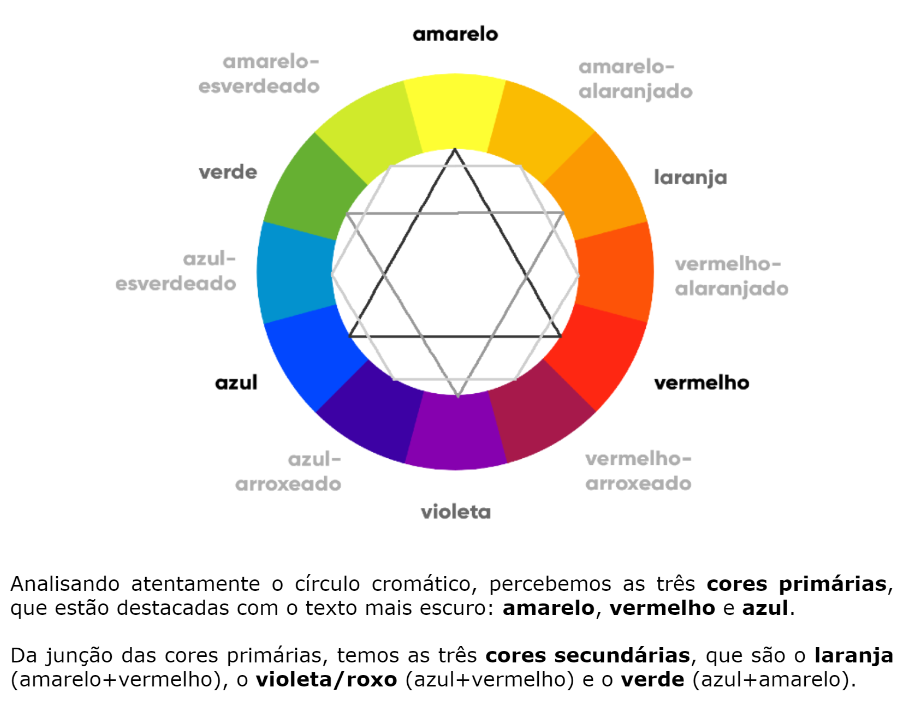 amarelo
amarelo-
esverdeado
amarelo-
alaranjado
verde
laranja
azul-
esverdeado
vermelho-
alaranjado
azul
vermelho
azul-
arroxeado
vermelho-
arroxeado
violeta
Analisando atentamente o círculo cromático, percebemos as três cores primárias,
que estão destacadas com o texto mais escuro: amarelo, vermelho e azul.
Da junção das cores primárias, temos as três cores secundárias, que são o laranja
(amarelo+vermelho), o violeta/roxo (azul+vermelho) e o verde (azul+amarelo).